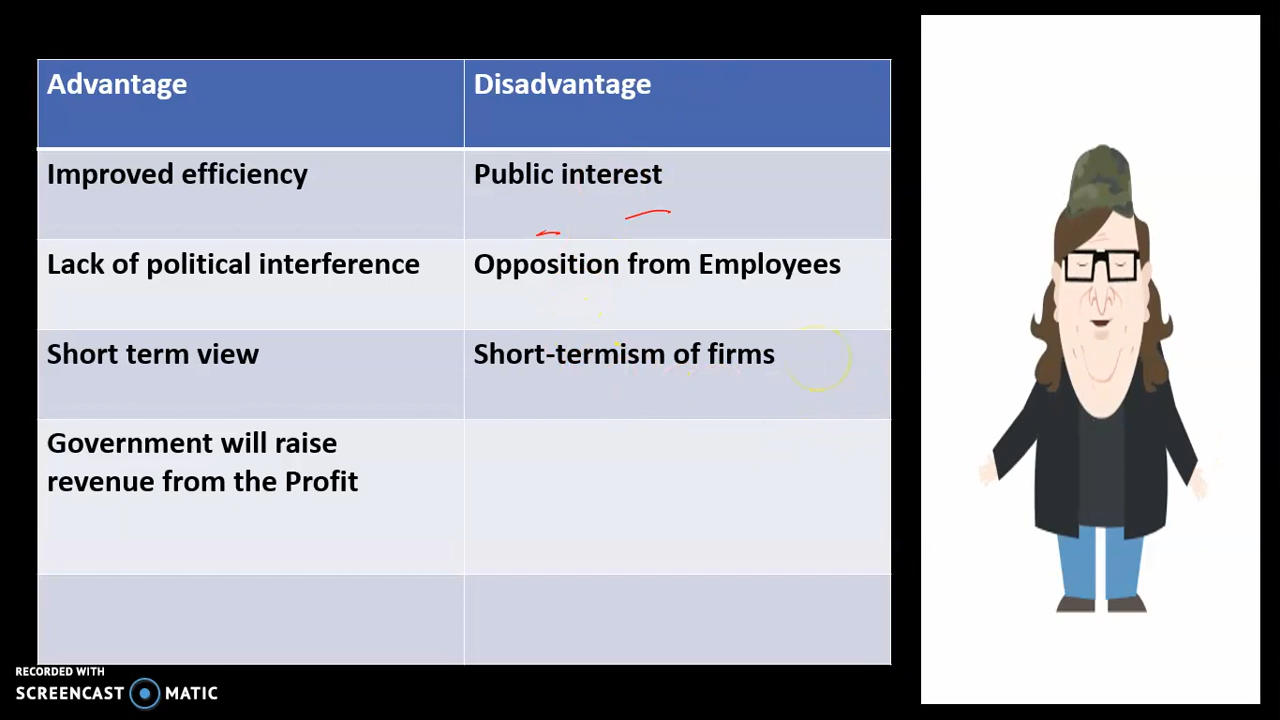 Advantage
Disadvantage
Improved efficiency
Public interest
Lack of political interference
Opposition from Employees
Short term view
Short-termism of firms
Government will raise
revenue from the Profit
RECORDED WITH
SCREENCAST MATIC